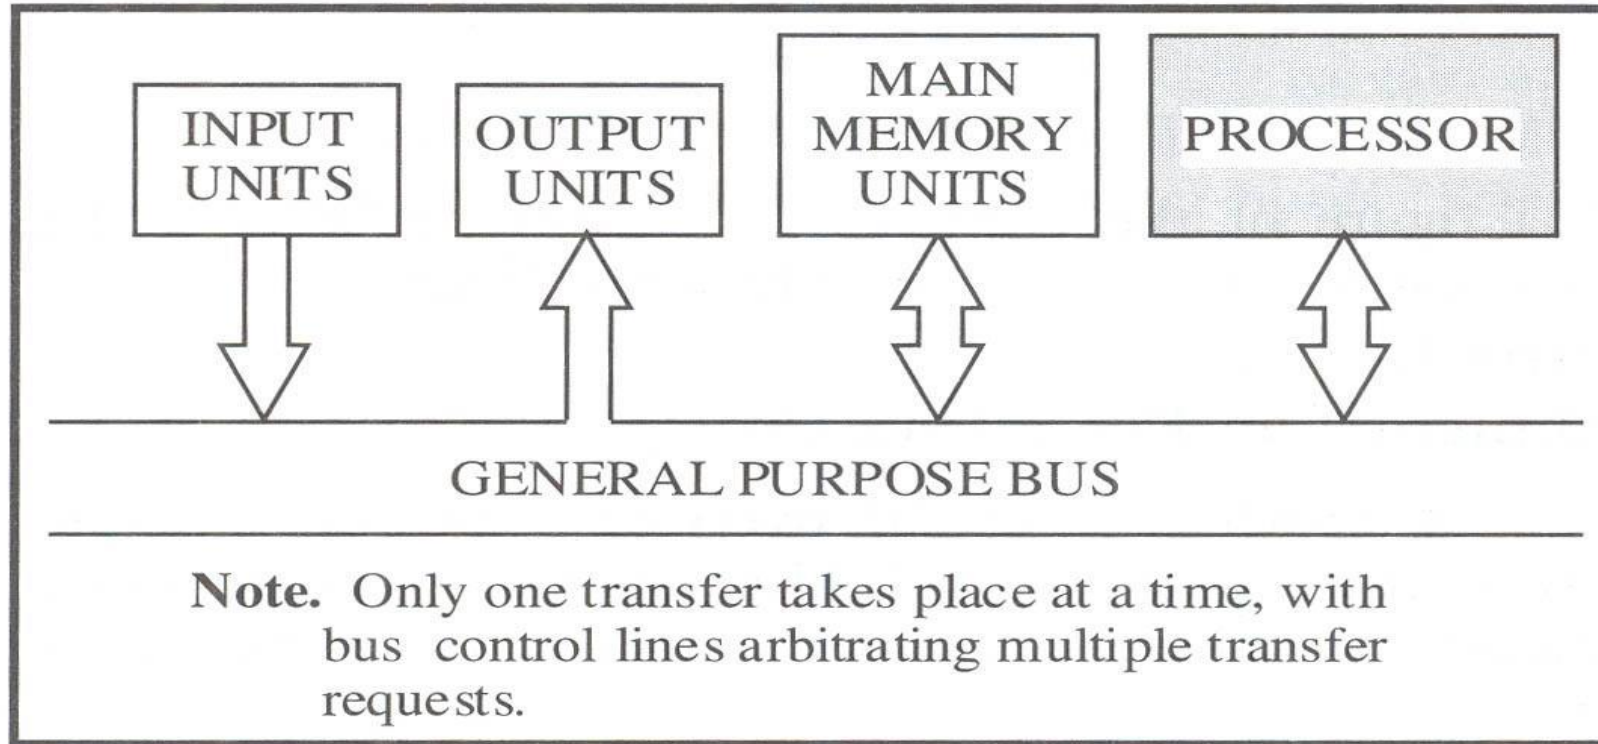 INPUT
UNITS
OUTPUT
UNITS
MAIN
MEMORY
UNITS
PROCESSOR
GENERAL PURPOSE BUS
Note. Only one transfer takes place at a time, with
bus control lines arbitrating multiple transfer
requests.